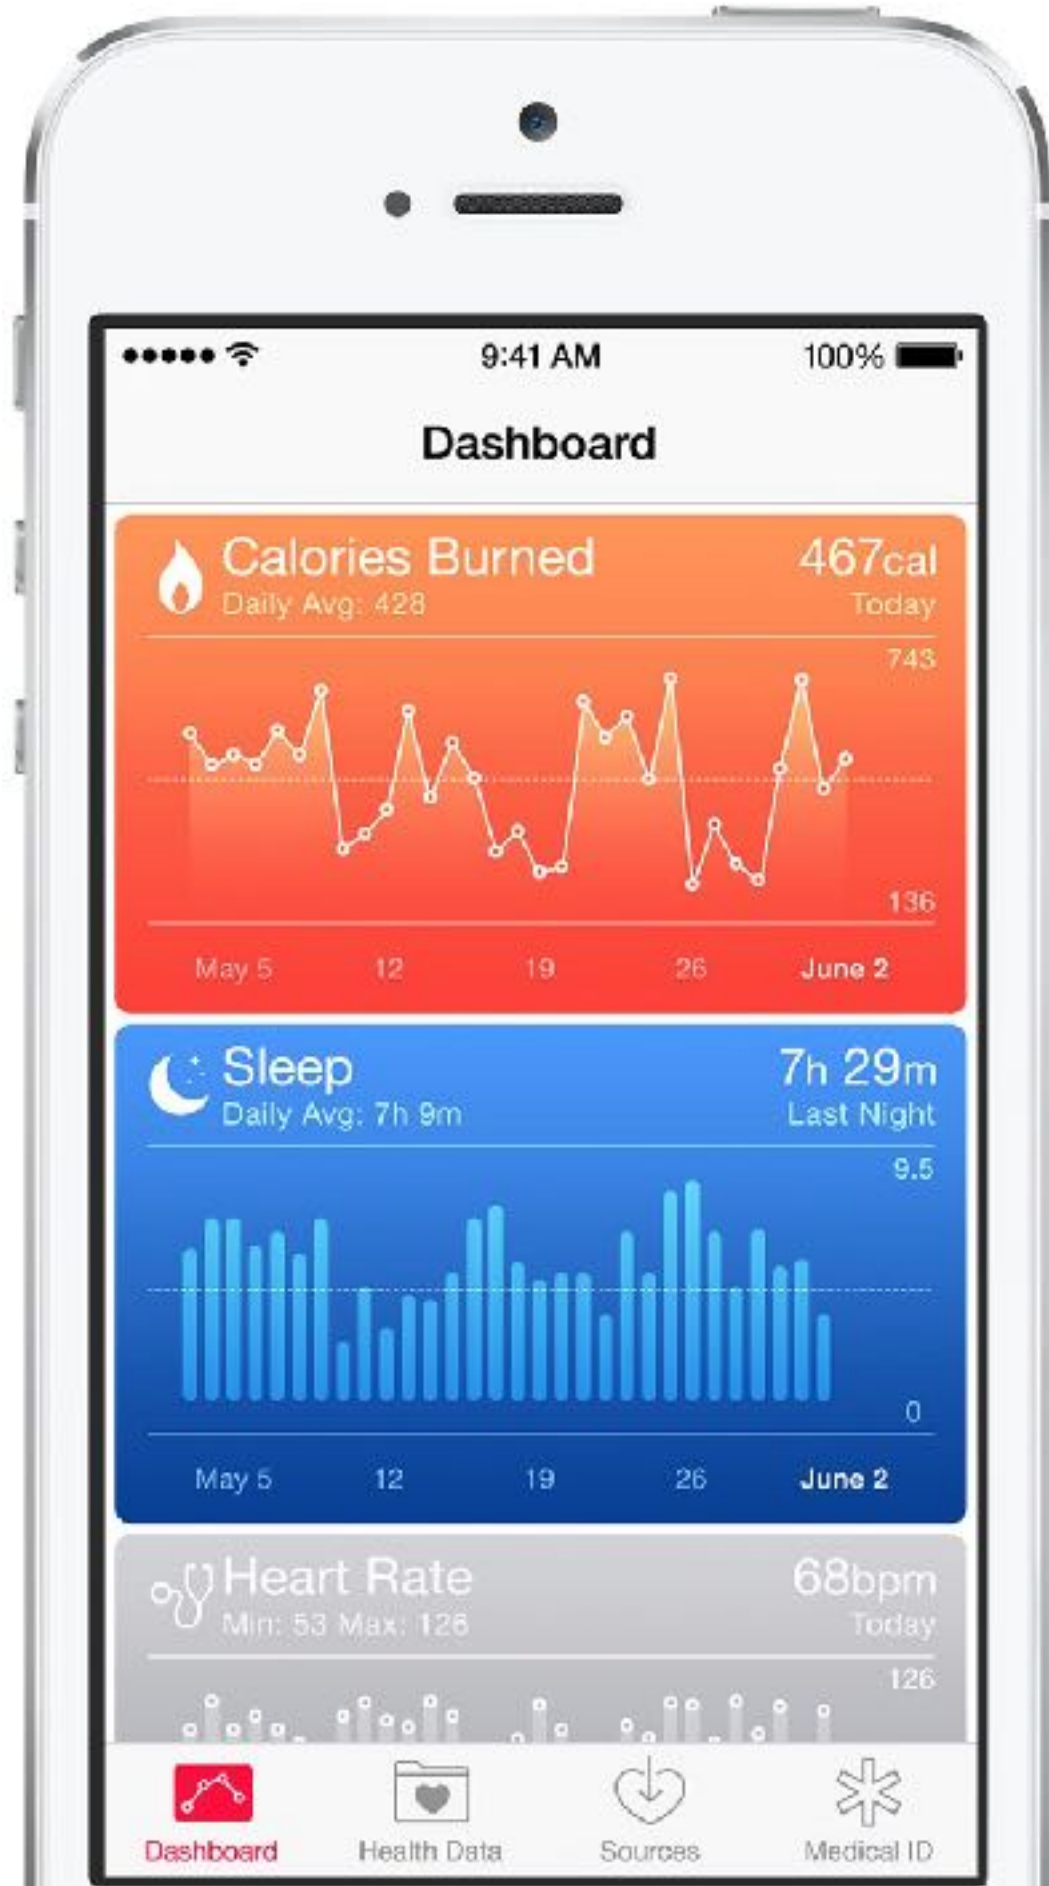 9:41 AM 100%
Dashboard
Calories Burned 467cal
Daily Avg: 428 Today
743
136
May 5 12 19 26 June 2
Sleep 7h 29m
Daily Avg: 7h 9m Last Night
9.5
0
May 5 12 19 26 June 2
Heart Rate 68bpm
Min: 53 Max: 126 Today
126
Dashboard Health Data Sources Medical ID